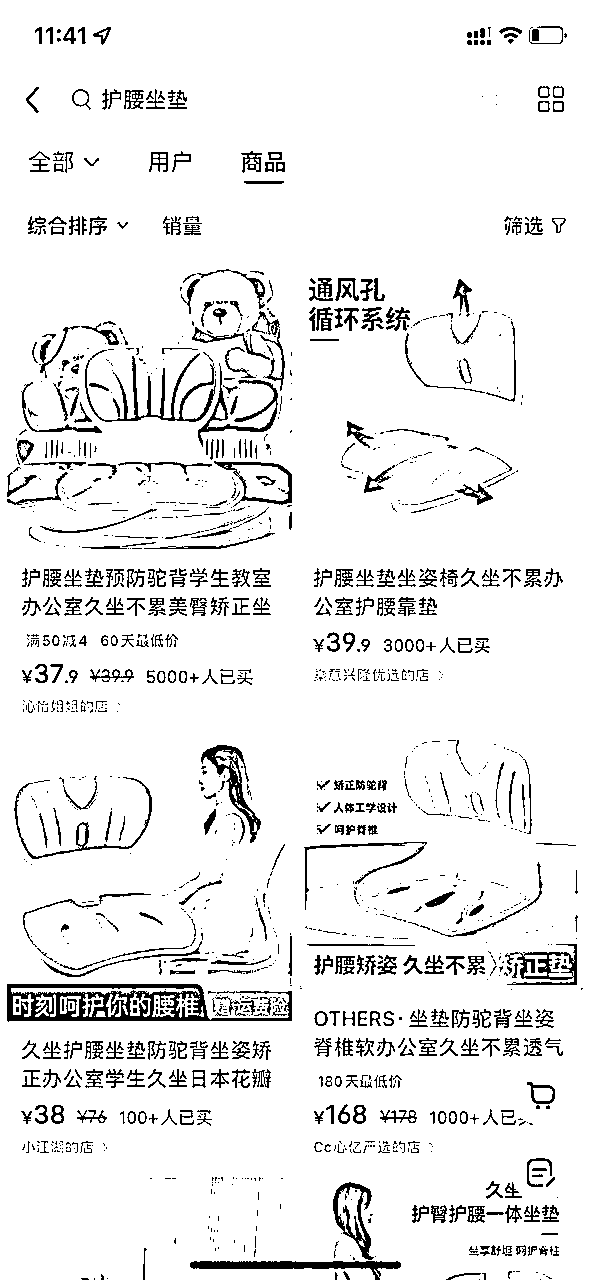 11:41
护腰坐垫
全部 用户 商品
综合排序 销量 筛选
通风孔
循环系统
护腰坐垫预防驼背学生教室
办公室久坐不累美臀矫正坐
满50减4 60天最低价
¥37.9 ¥39.9 5000+人已买
沁怡姐姐的店
护腰坐垫坐姿椅久坐不累办
公室护腰靠垫
¥39.9 3000+人已买
时刻呵护你的腰椎 赠运费险
久坐护腰坐垫防驼背坐姿矫
正办公室学生久坐日本花瓣
¥38 ¥76 100+人已买
小江湖的店
矫正防驼背
人体工学设计
呵护脊椎
护腰矫姿 久坐不累 矫正垫
OTHERS·坐垫防驼背坐姿
脊椎软办公室久坐不累透气
180天最低价
¥168 ¥178 1000+人已
Cc心亿严选的店
久坐
护臀护腰一体坐垫
坐享舒坦 呵护脊柱